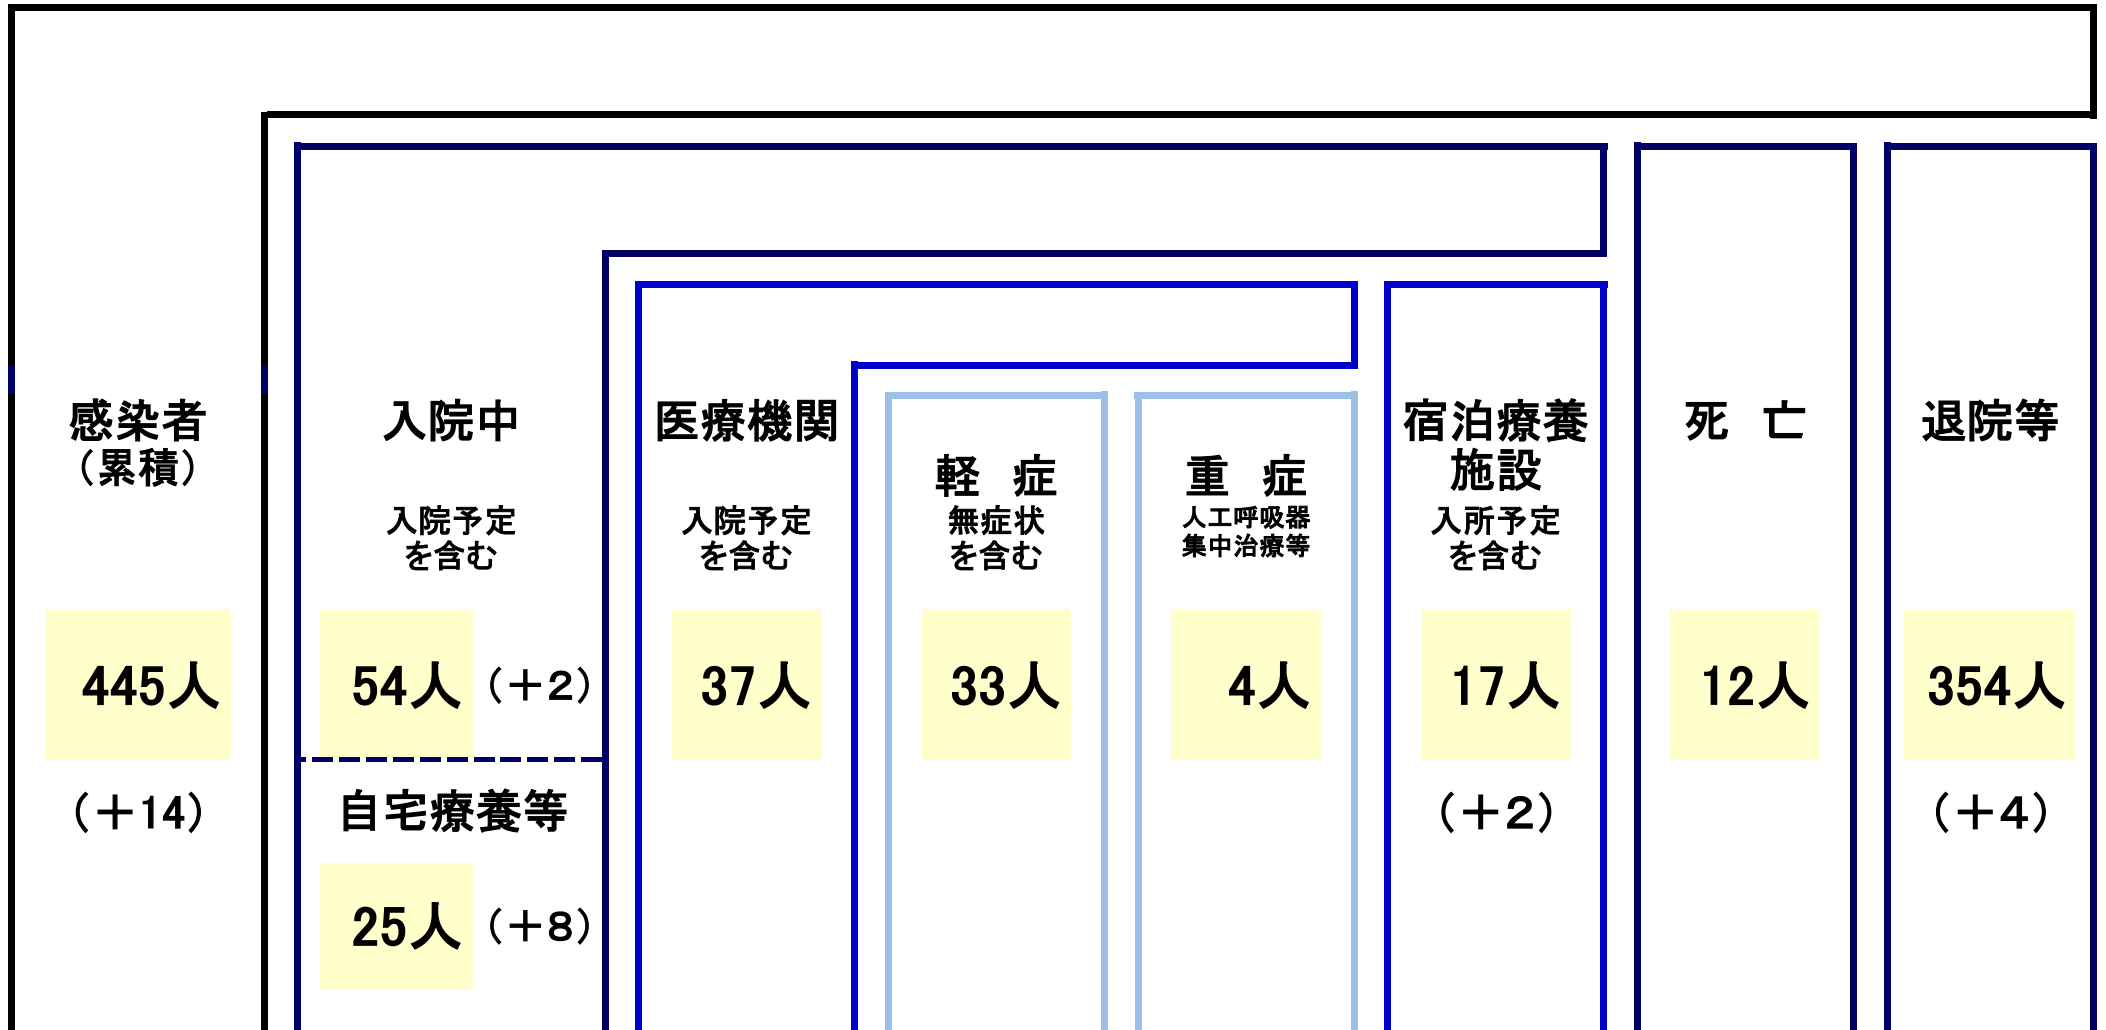 感染者
（累積）
445人
（＋14）
入院中
入院予定
を含む
54人 （＋2）
自宅療養等
25人 （＋8）
医療機関
入院予定
を含む
37人
軽　症
無症状
を含む
33人
重　症
人工呼吸器
集中治療等
4人
宿泊療養
施設
入所予定
を含む
17人
（＋2）
死　亡
12人
退院等
354人
（＋4）